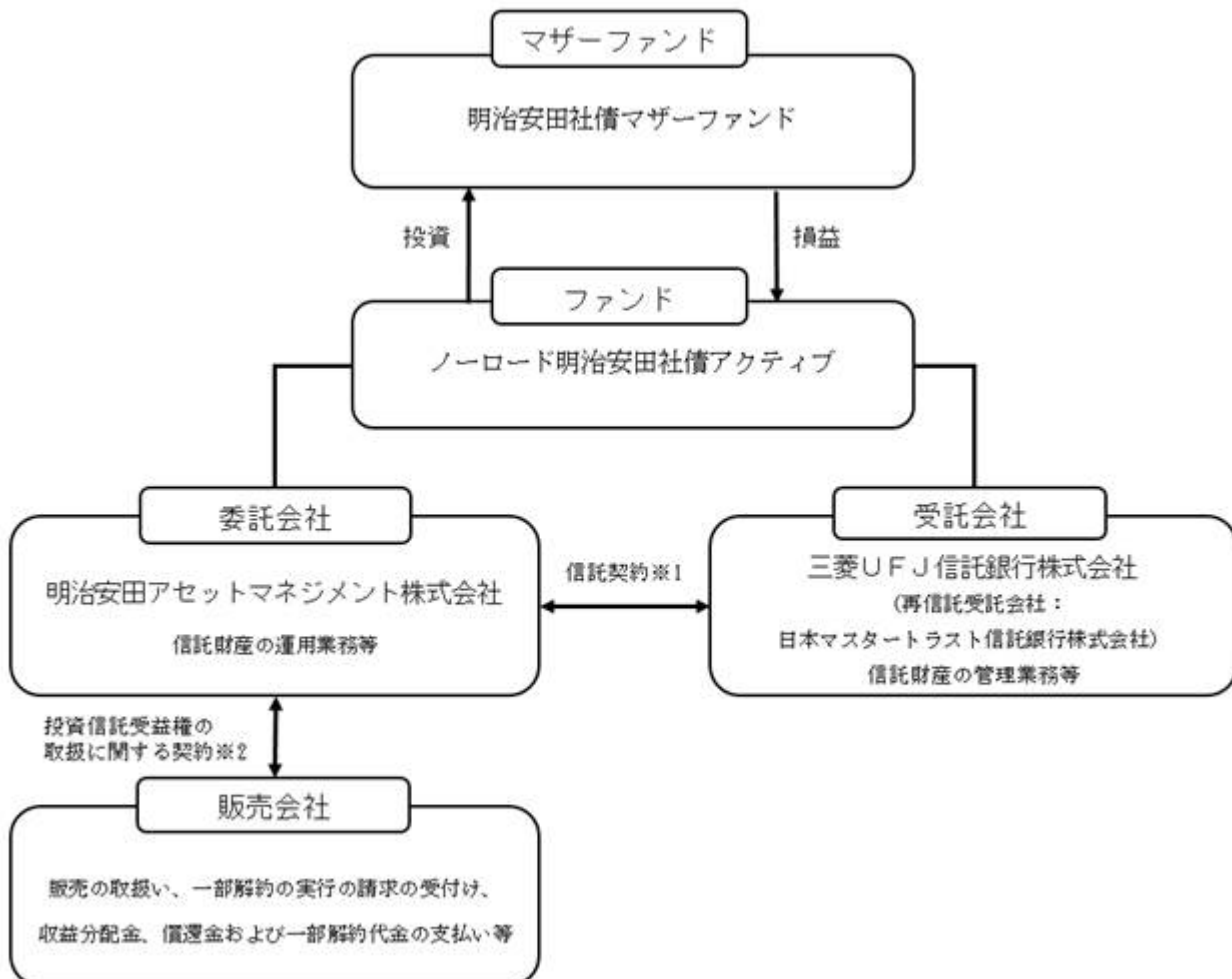 マザーファンド
明治安田社債マザーファンド
投資
損益
ファンド
ノーロード明治安田社債アクティブ
委託会社
明治安田アセットマネジメント株式会社
信託財産の運用業務等
信託契約※1
受託会社
三菱UFJ信託銀行株式会社
(再信託受託会社:
日本マスタートラスト信託銀行株式会社)
信託財産の管理業務等
投資信託受益権の
取扱に関する契約※2
販売会社
販売の取扱い、一部解約の実行の請求の受付け、
収益分配金、償還金および一部解約代金の支払い等